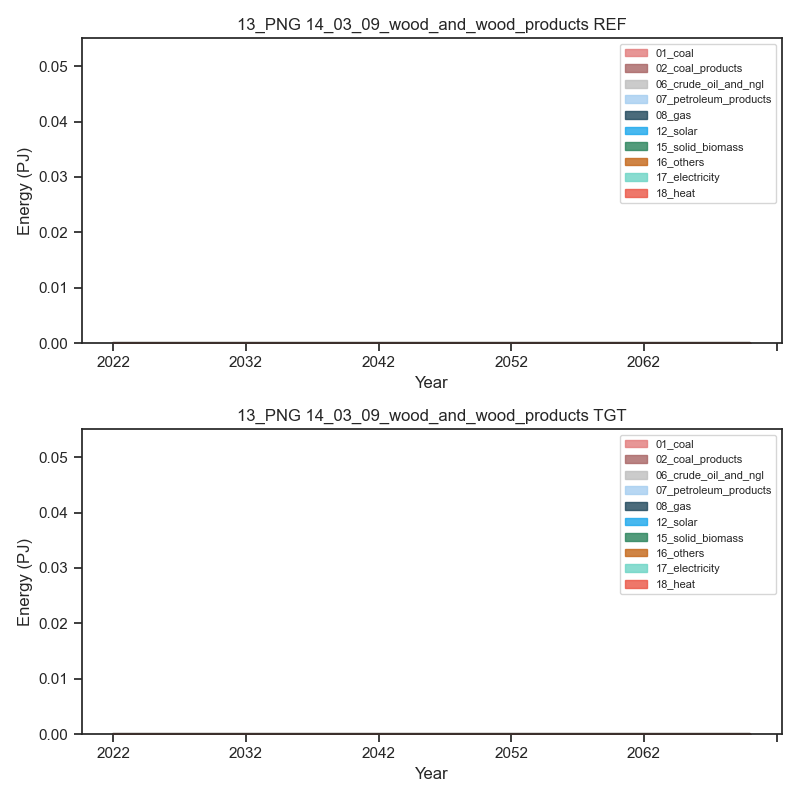 13_PNG 14_03_09_wood_and_wood_products REF
Energy (PJ)
0.05
0.04
0.03
0.02
0.01
0.00
01_coal
02_coal_products
06_crude_oil_and_ngl
07_petroleum_products
08_gas
12_solar
15_solid_biomass
16_others
17_electricity
18_heat
2022 2032 2042 2052 2062
Year
13_PNG 14_03_09_wood_and_wood_products TGT
Energy (PJ)
0.05
0.04
0.03
0.02
0.01
0.00
01_coal
02_coal_products
06_crude_oil_and_ngl
07_petroleum_products
08_gas
12_solar
15_solid_biomass
16_others
17_electricity
18_heat
2022 2032 2042 2052 2062
Year